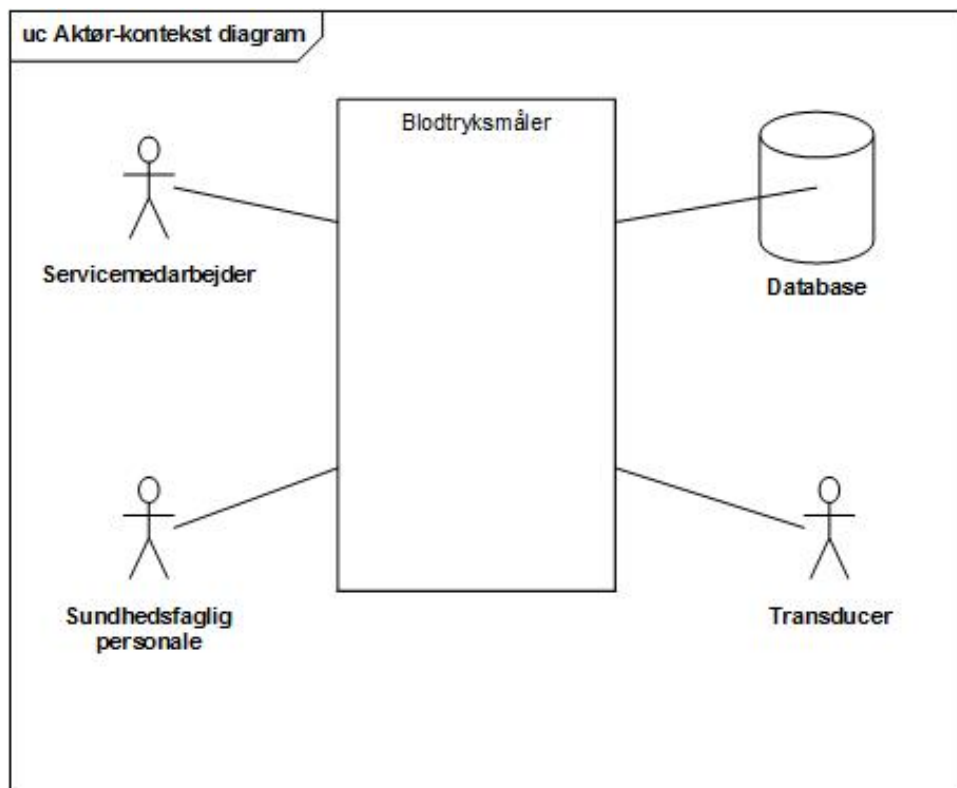 uc Aktør-kontekst diagram
Blodtryksmåler
Servicemedarbejder
Database
Sundhedsfaglig
personale
Transducer